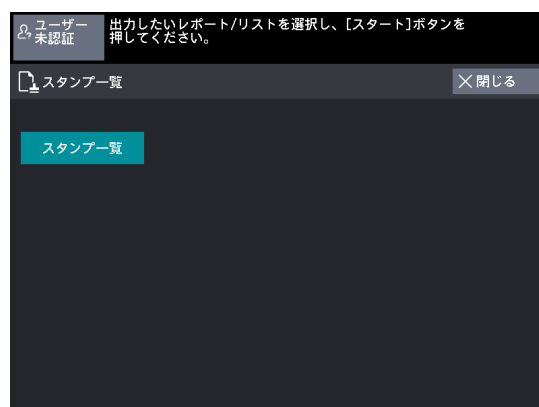 ユーザー
未認証
出力したいレポート/リストを選択し、[スタート]ボタンを
押してください。
スタンプ一覧
閉じる
スタンプ一覧